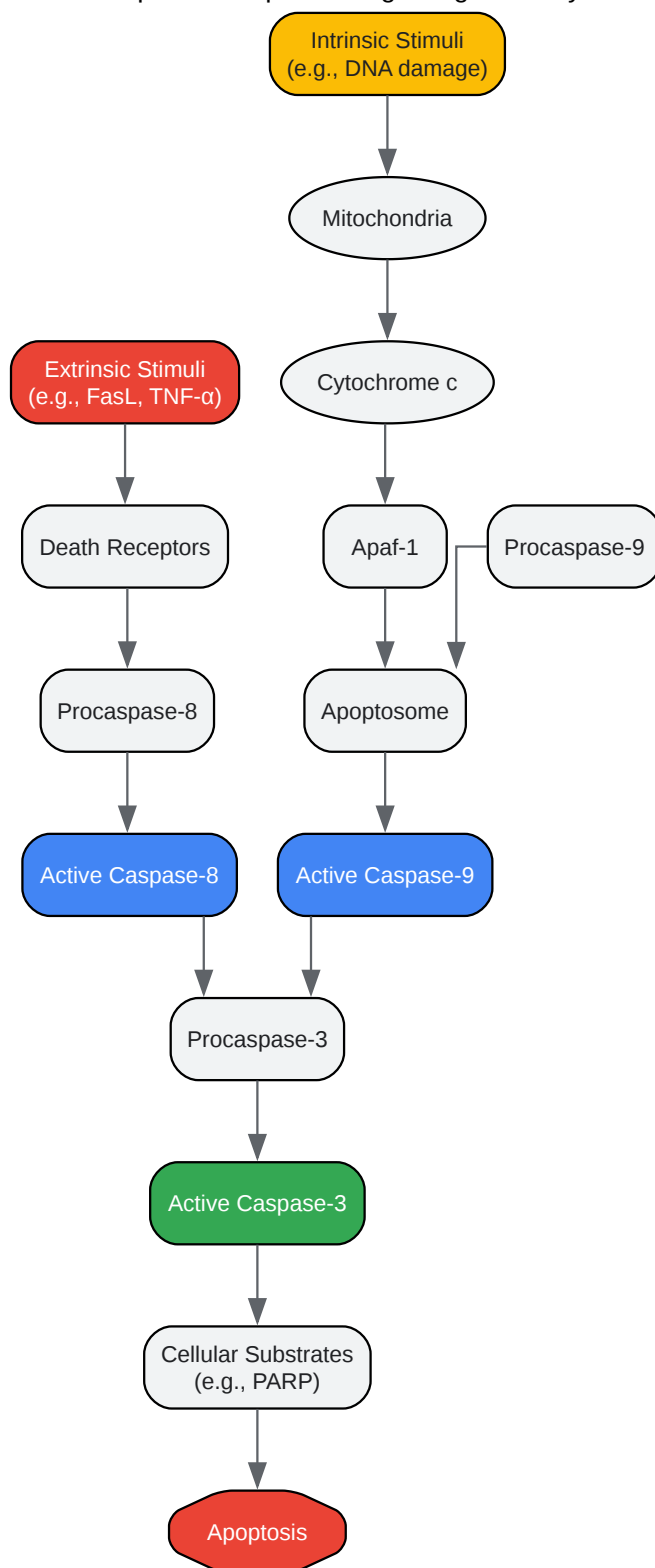 Intrinsic Stimuli
(e.g., DNA damage)
Mitochondria
Cytochrome c
Extrinsic Stimuli
(e.g., FasL, TNF-α)
Death Receptors
Apaf-1
Procaspase-9
Procaspase-8
Apoptosome
Active Caspase-8
Active Caspase-9
Procaspase-3
Active Caspase-3
Cellular Substrates
(e.g., PARP)
Apoptosis